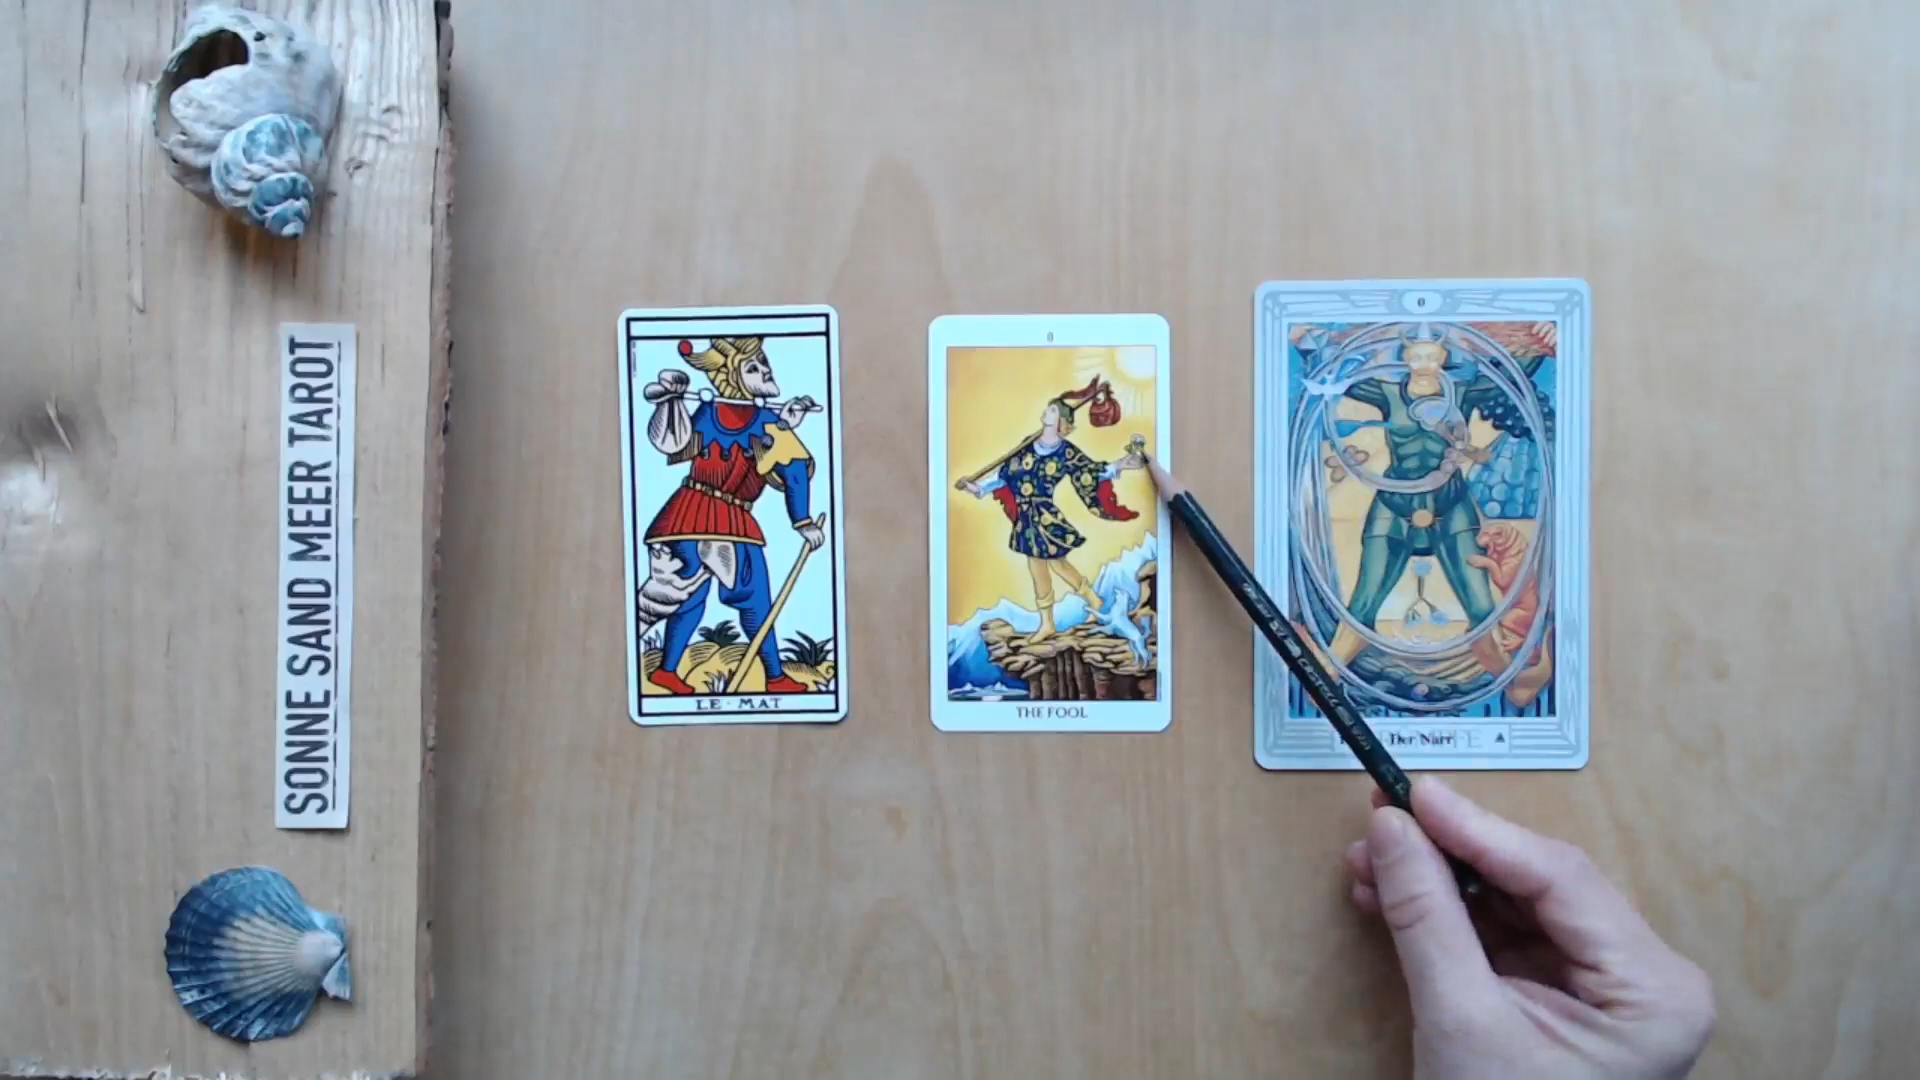 SONNE SAND MEER TAROT
LE · MAT
0
THE FOOL
0
Der Narr